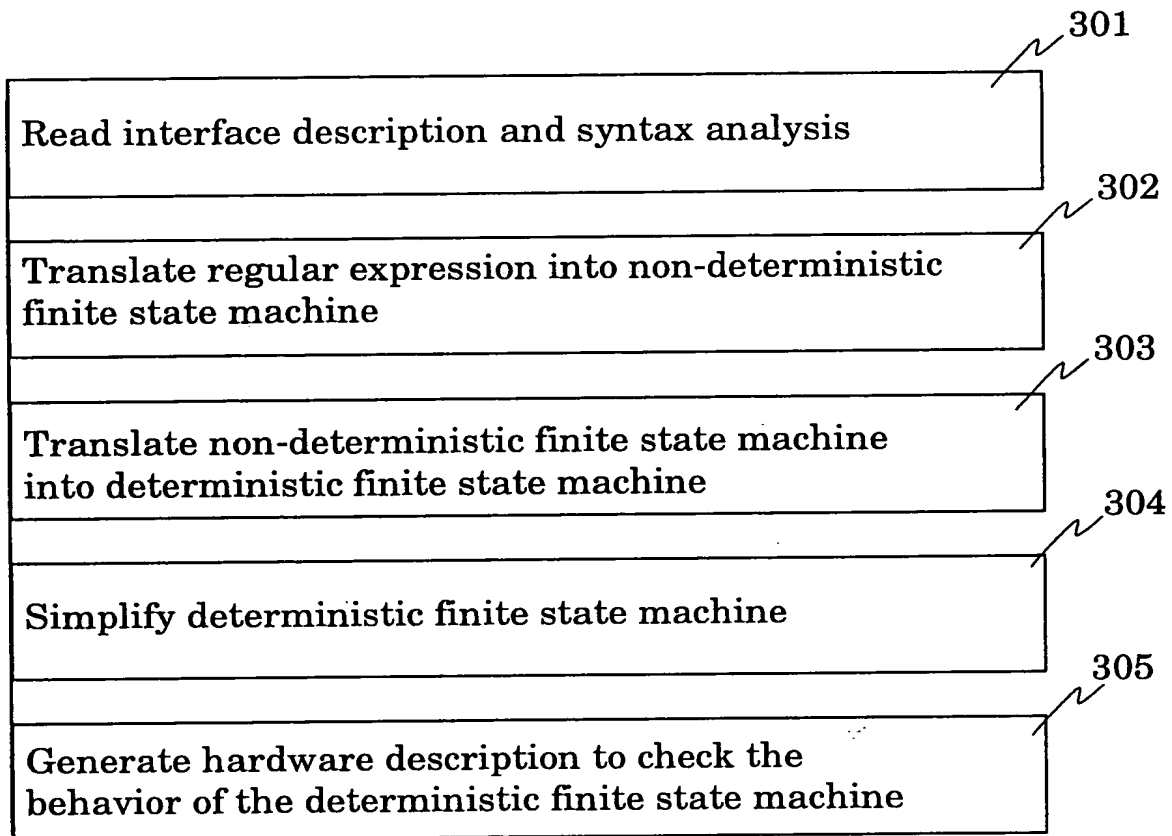 301
Read interface description and syntax analysis
302
Translate regular expression into non-deterministic
finite state machine
303
Translate non-deterministic finite state machine
into deterministic finite state machine
304
Simplify deterministic finite state machine
305
Generate hardware description to check the
behavior of the deterministic finite state machine